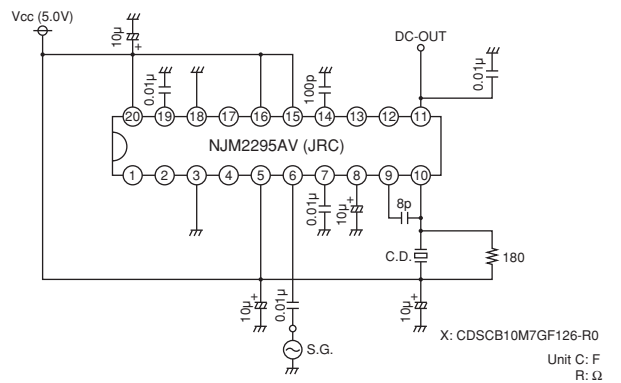 Vcc (5.0V)
10µ
+
DC-OUT
0.01µ
100p
0.01µ
20 19 18 17 16 15 14 13 12 11
NJM2295AV (JRC)
1 2 3 4 5 6 7 8 9 10
0.01µ
10µ
+
8p
C.D.
180
10µ
+
0.01µ
10µ
+
S.G.
X: CDSCB10M7GF126-R0
Unit C: F
R: Ω